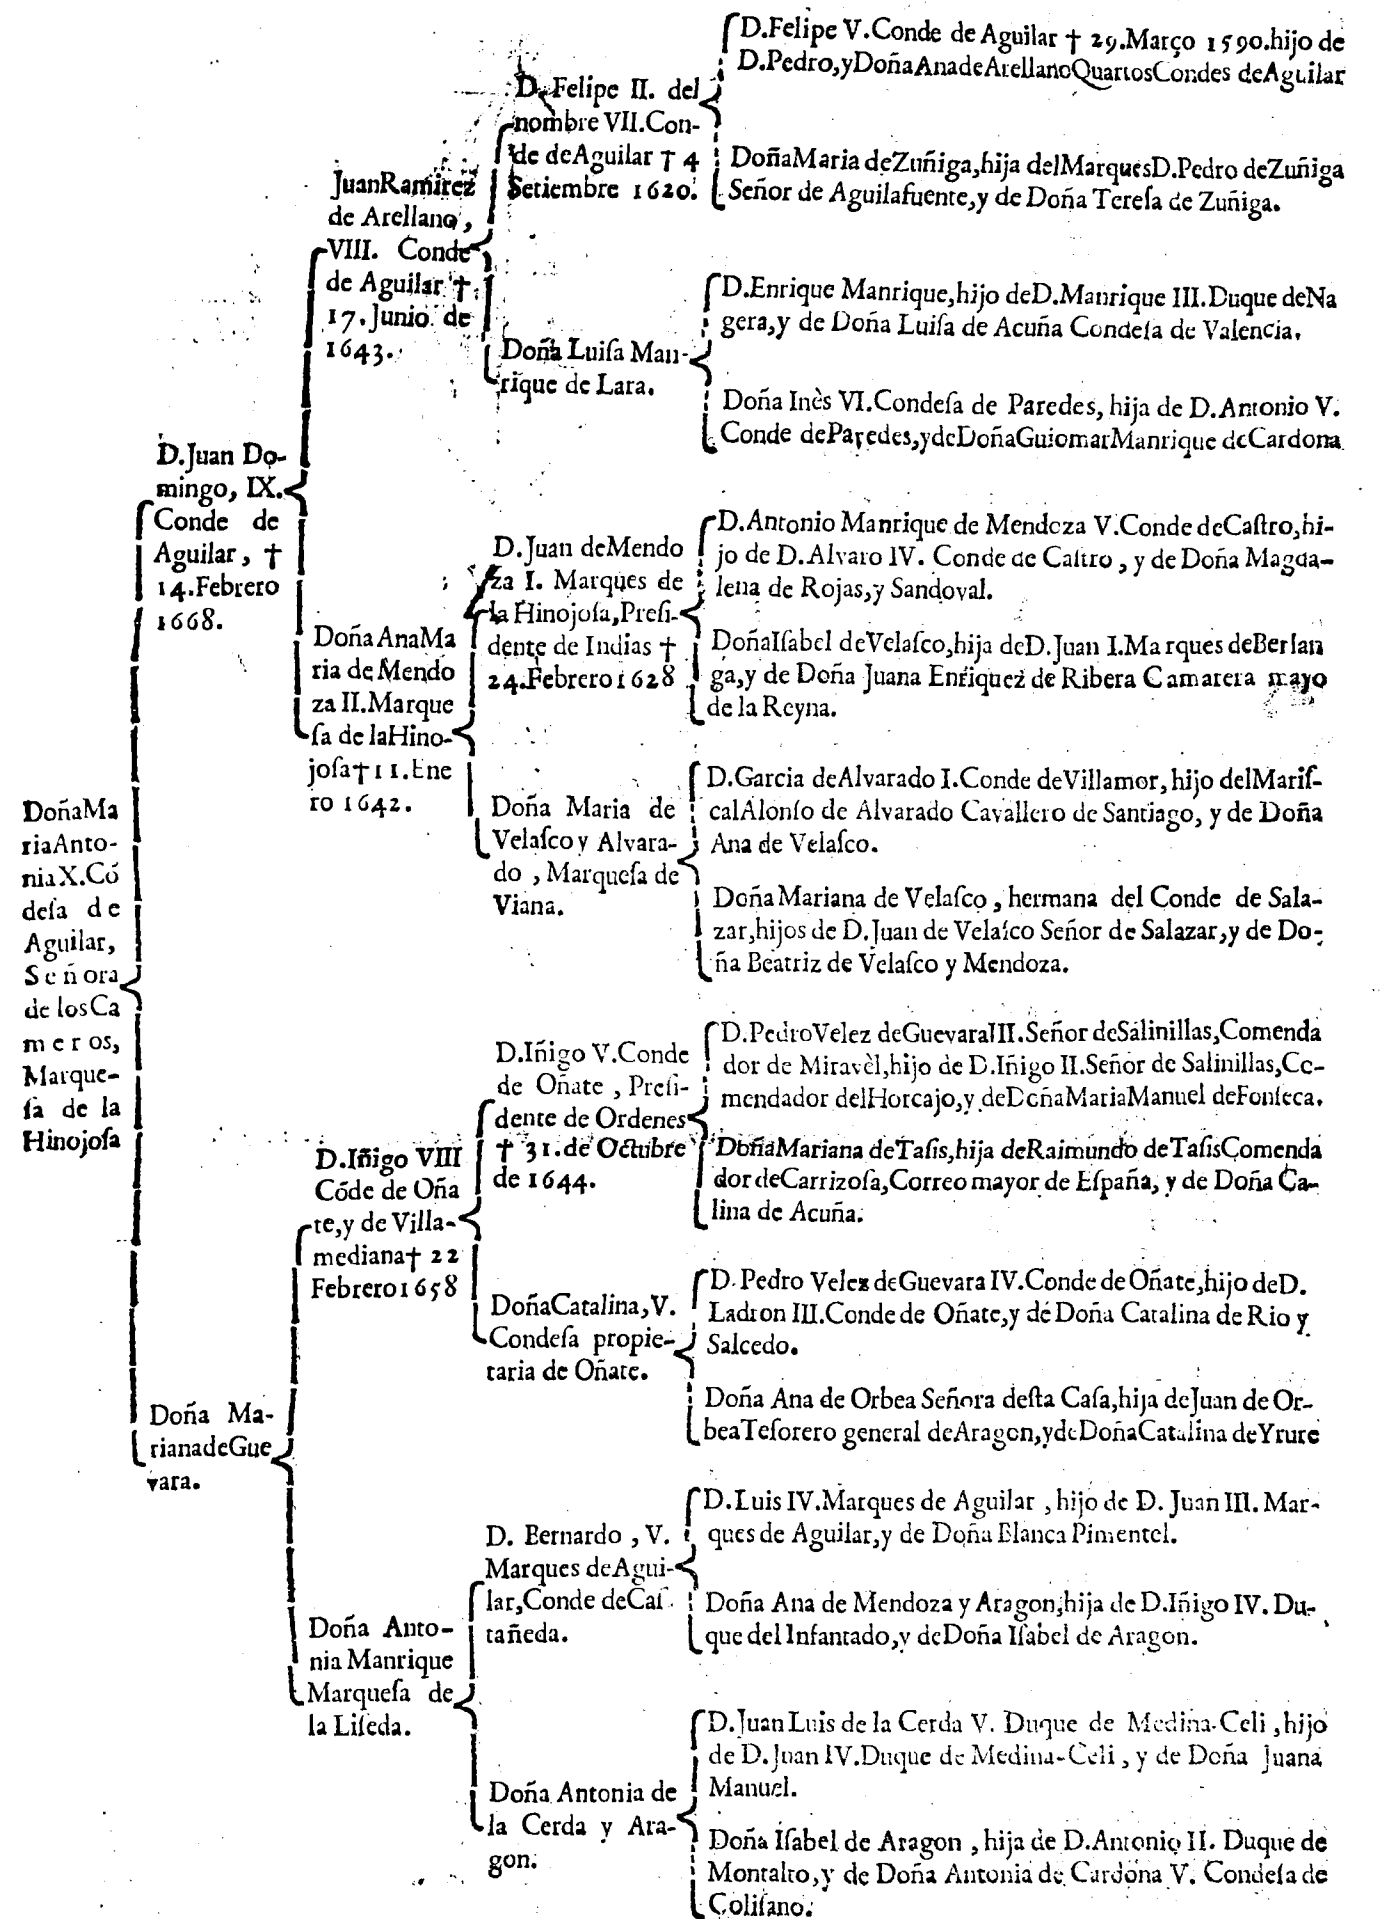 DoñaMa
riaAnto-
niaX.Có
deſa de
Aguilar,
Señora
de losCa
meros,
Marque-
ſa de la
Hinojoſa
D.Juan Do-
mingo, IX.
Conde de
Aguilar, †
14.Febrero
1668.
Doña Ma-
rianadeGue
vara.
JuanRamirez
de Arellano,
VIII. Conde
de Aguilar †
17.Junio de
1643.
Doña AnaMa
ria de Mendo
za II.Marque
ſa de laHino-
joſa†11.Ene
ro 1642.
D.Iñigo VIII
Códe de Oña
te,y de Villa-
mediana† 22
Febrero1658
Doña Anto-
nia Manrique
Marqueſa de
la Liſeda.
D. Felipe II. del
nombre VII.Con-
de deAguilar † 4
Setiembre 1620.
Doña Luiſa Man-
rique de Lara.
D. Juan deMendo
za I. Marques de
la Hinojoſa,Preſi-
dente de Indias †
24.Febrero1628
Doña Maria de
Velaſco y Alvara-
do , Marqueſa de
Viana.
D.Iñigo V.Conde
de Oñate , Preſi-
dente de Ordenes
† 31.de Octubre
de 1644.
DoñaCatalina,V.
Condeſa propie-
taria de Oñate.
D. Bernardo , V.
Marques deAgui-
lar,Conde deCaſ
tañeda.
Doña Antonia de
la Cerda y Ara-
gon.
D.Felipe V.Conde de Aguilar † 29.Março 1590.hijo de
D.Pedro,yDoñaAnadeArellanoQuartosCondes deAguilar
DoñaMaria deZuñiga,hija delMarquesD.Pedro deZuñiga
Señor de Aguilafuente,y de Doña Tereſa de Zuñiga.
D.Enrique Manrique,hijo deD.Manrique III.Duque deNa
gera,y de Doña Luiſa de Acuña Condeſa de Valencia.
Doña Inès VI.Condeſa de Paredes, hija de D.Antonio V.
Conde deParedes,ydeDoñaGuiomarManrique deCardona
D.Antonio Manrique de Mendoza V.Conde deCaſtro,hi-
jo de D.Alvaro IV. Conde de Caſtro , y de Doña Magda-
lena de Rojas,y Sandoval.
DoñaIſabel deVelaſco,hija deD.Juan I.Marques deBerlan
ga,y de Doña Juana Enriquez de Ribera Camarera mayo
de la Reyna.
D.Garcia deAlvarado I.Conde deVillamor, hijo delMariſ-
calAlonſo de Alvarado Cavallero de Santiago, y de Doña
Ana de Velaſco.
Doña Mariana de Velaſco , hermana del Conde de Sala-
zar,hijos de D.Juan de Velaſco Señor de Salazar,y de Do-
ña Beatriz de Velaſco y Mendoza.
D.PedroVelez deGuevaraIII.Señor deSalinillas,Comenda
dor de Miravèl,hijo de D.Iñigo II.Señor de Salinillas,Co-
mendador delHorcajo,y deDoñaMariaManuel deFonſeca.
DoñaMariana deTaſis,hija deRaimundo deTaſisComenda
dor deCarrizoſa,Correo mayor de Eſpaña, y de Doña Ca-
lina de Acuña.
D. Pedro Velez deGuevara IV.Conde deOñate,hijo deD.
Ladron III.Conde de Oñate,y de Doña Catalina de Rio y
Salcedo.
Doña Ana de Orbea Señora deſta Caſa,hija deJuan de Or-
beaTeſorero general deAragon,ydeDoñaCatalina deYrure
D.Luis IV.Marques de Aguilar , hijo de D. Juan III. Mar-
ques de Aguilar,y de Doña Blanca Pimentel.
Doña Ana de Mendoza y Aragon,hija de D.Iñigo IV. Du-
que del Infantado,y deDoña Iſabel de Aragon.
D.Juan Luis de la Cerda V. Duque de Medina-Celi , hijo
de D.Juan IV.Duque de Medina-Celi , y de Doña Juana
Manuel.
Doña Iſabel de Aragon , hija de D.Antonio II. Duque de
Montalto,y de Doña Antonia de Cardona V. Condeſa de
Coliſano.